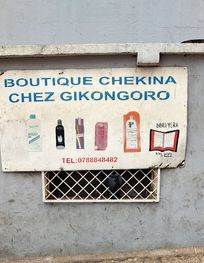 BOUTIQUE CHEKINA
CHEZ GIKONGORO
TEL:0788848482